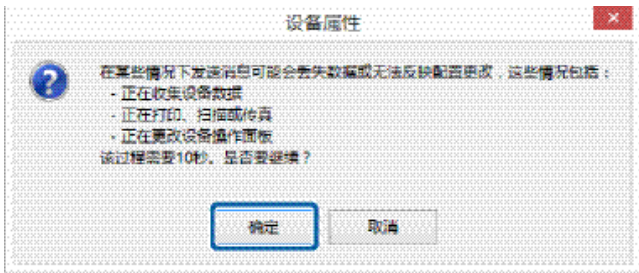 设备属性
在某些情况下发送消息可能会丢失数据或无法反映配置更改，这些情况包括：
- 正在收集设备数据
- 正在打印、扫描或传真
- 正在更改设备操作面板
该过程需要10秒。是否要继续？
确定
取消